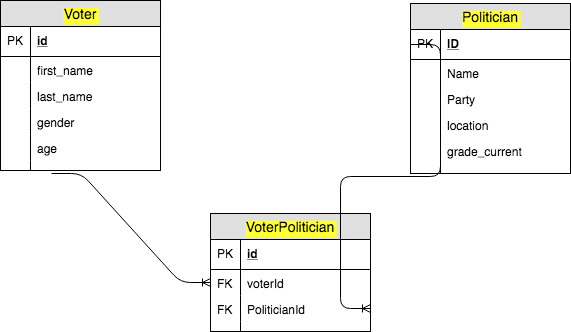 Voter
PK id
first_name
last_name
gender
age
Politician
PK ID
Name
Party
location
grade_current
VoterPolitician
PK id
FK voterId
FK PoliticianId